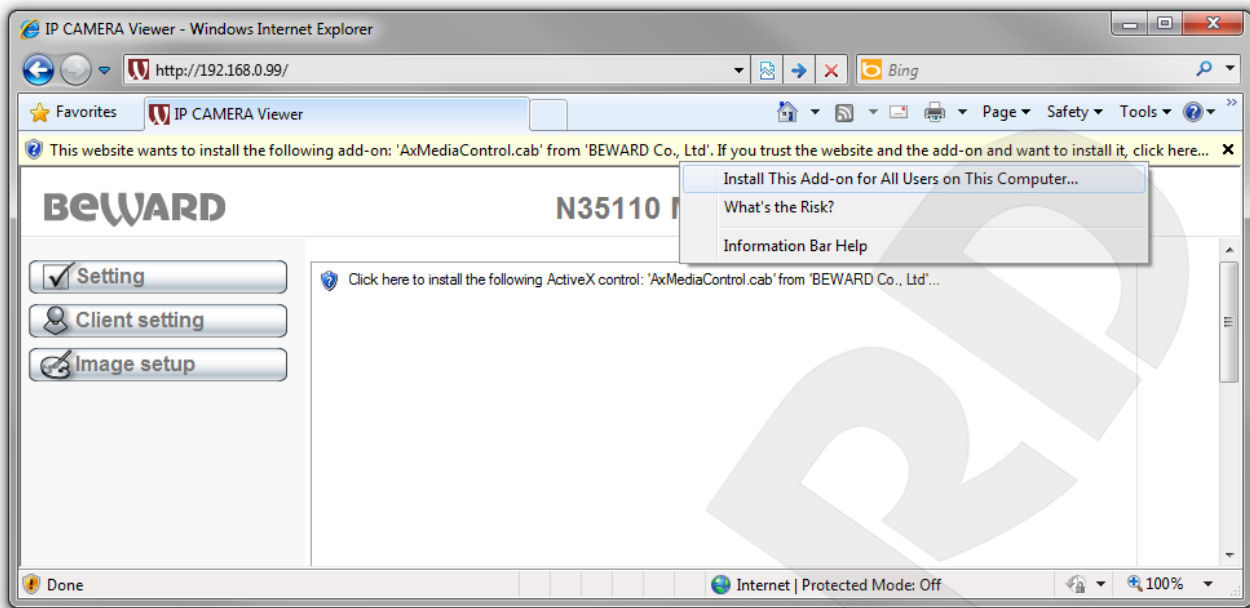 IP CAMERA Viewer - Windows Internet Explorer
http://192.168.0.99/
Bing
Favorites
IP CAMERA Viewer
Page
Safety
Tools
This website wants to install the following add-on: 'AxMediaControl.cab' from 'BEWARD Co., Ltd'. If you trust the website and the add-on and want to install it, click here...
Install This Add-on for All Users on This Computer...
What's the Risk?
Information Bar Help
BEWARD
N35110
Setting
Client setting
Image setup
Click here to install the following ActiveX control: 'AxMediaControl.cab' from 'BEWARD Co., Ltd'...
RD
Done
Internet | Protected Mode: Off
100%